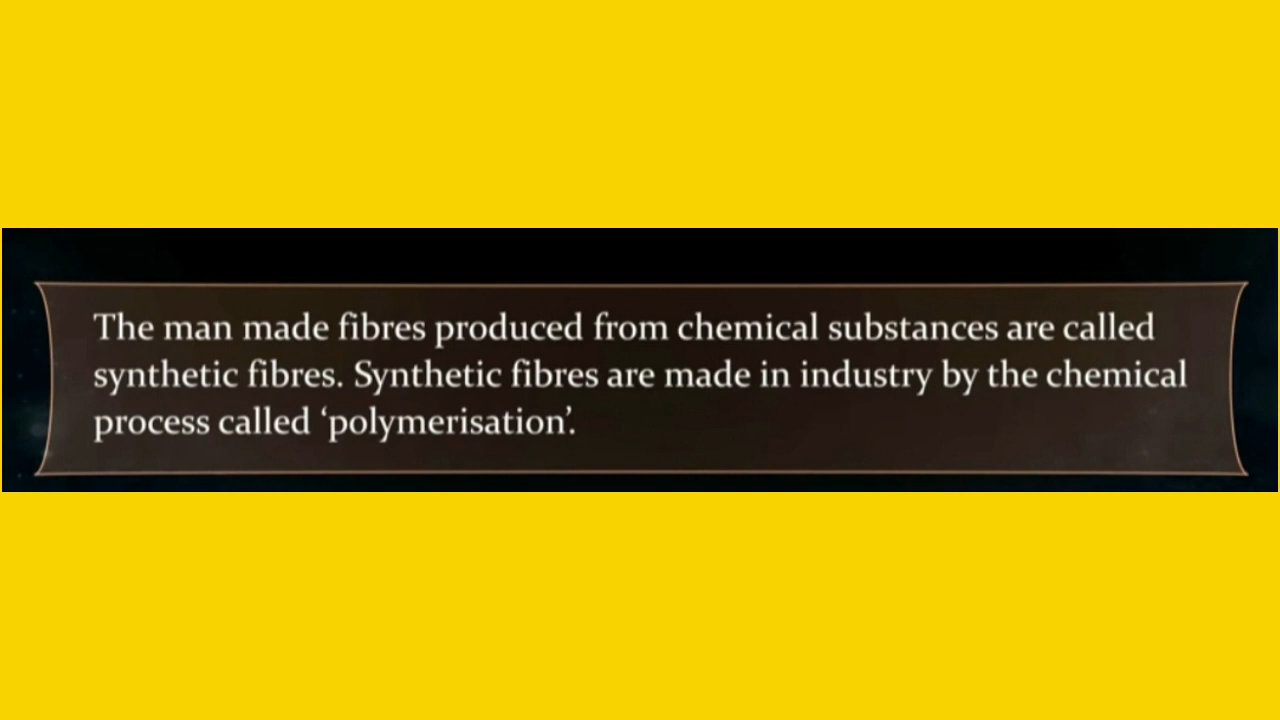 The man made fibres produced from chemical substances are called
synthetic fibres. Synthetic fibres are made in industry by the chemical
process called ‘polymerisation’.